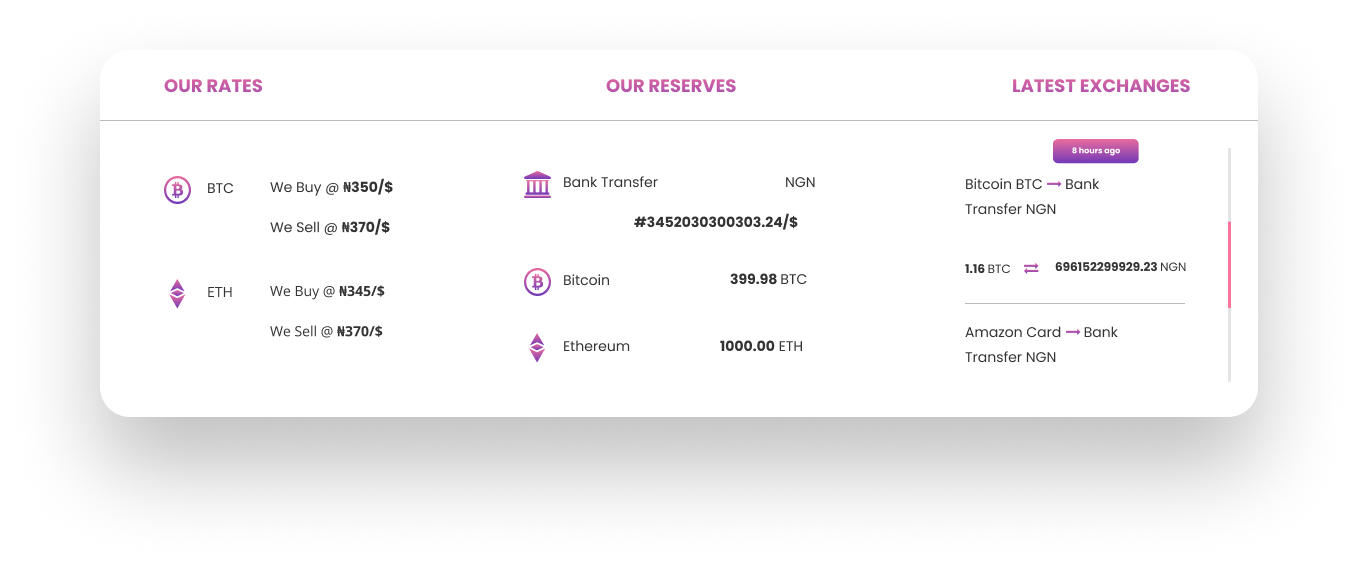 OUR RATES
OUR RESERVES
LATEST EXCHANGES
BTC
We Buy @ ₦350/$
We Sell @ ₦370/$
ETH
We Buy @ ₦345/$
We Sell @ ₦370/$
Bank Transfer
NGN
#3452030300303.24/$
Bitcoin
399.98 BTC
Ethereum
1000.00 ETH
8 hours ago
Bitcoin BTC → Bank
Transfer NGN
1.16 BTC ⇄ 696152299929.23 NGN
Amazon Card → Bank
Transfer NGN